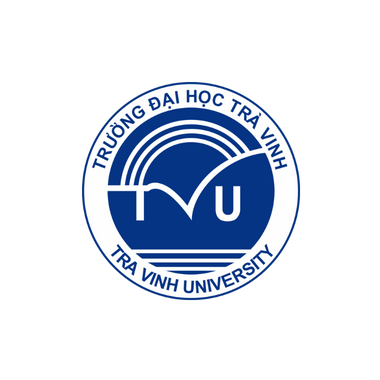 TRƯỜNG ĐẠI HỌC TRÀ VINH
TVU
TRA VINH UNIVERSITY